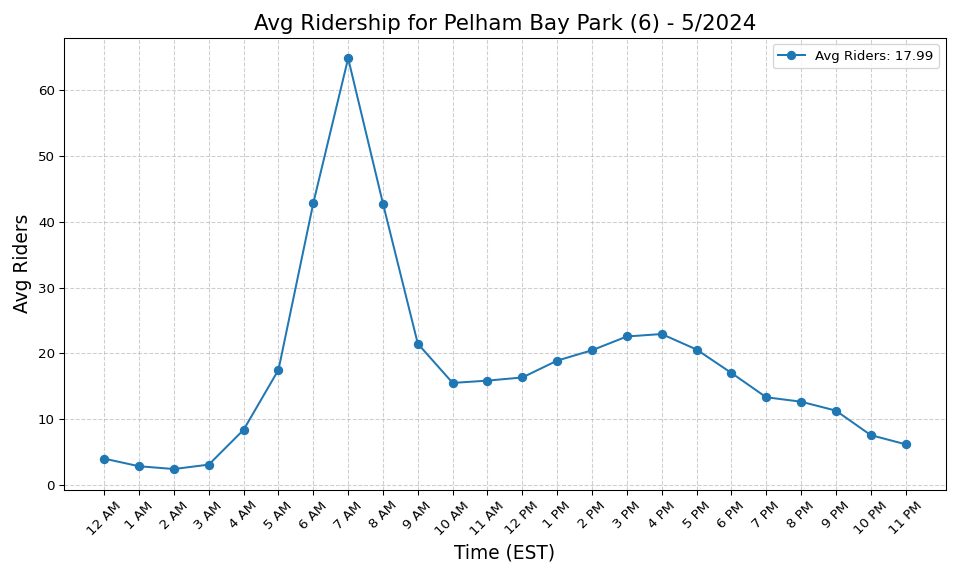 Avg Ridership for Pelham Bay Park (6) - 5/2024
Avg Riders: 17.99
Avg Riders
60
50
40
30
20
10
0
12 AM 1 AM 2 AM 3 AM 4 AM 5 AM 6 AM 7 AM 8 AM 9 AM 10 AM 11 AM 12 PM 1 PM 2 PM 3 PM 4 PM 5 PM 6 PM 7 PM 8 PM 9 PM 10 PM 11 PM
Time (EST)